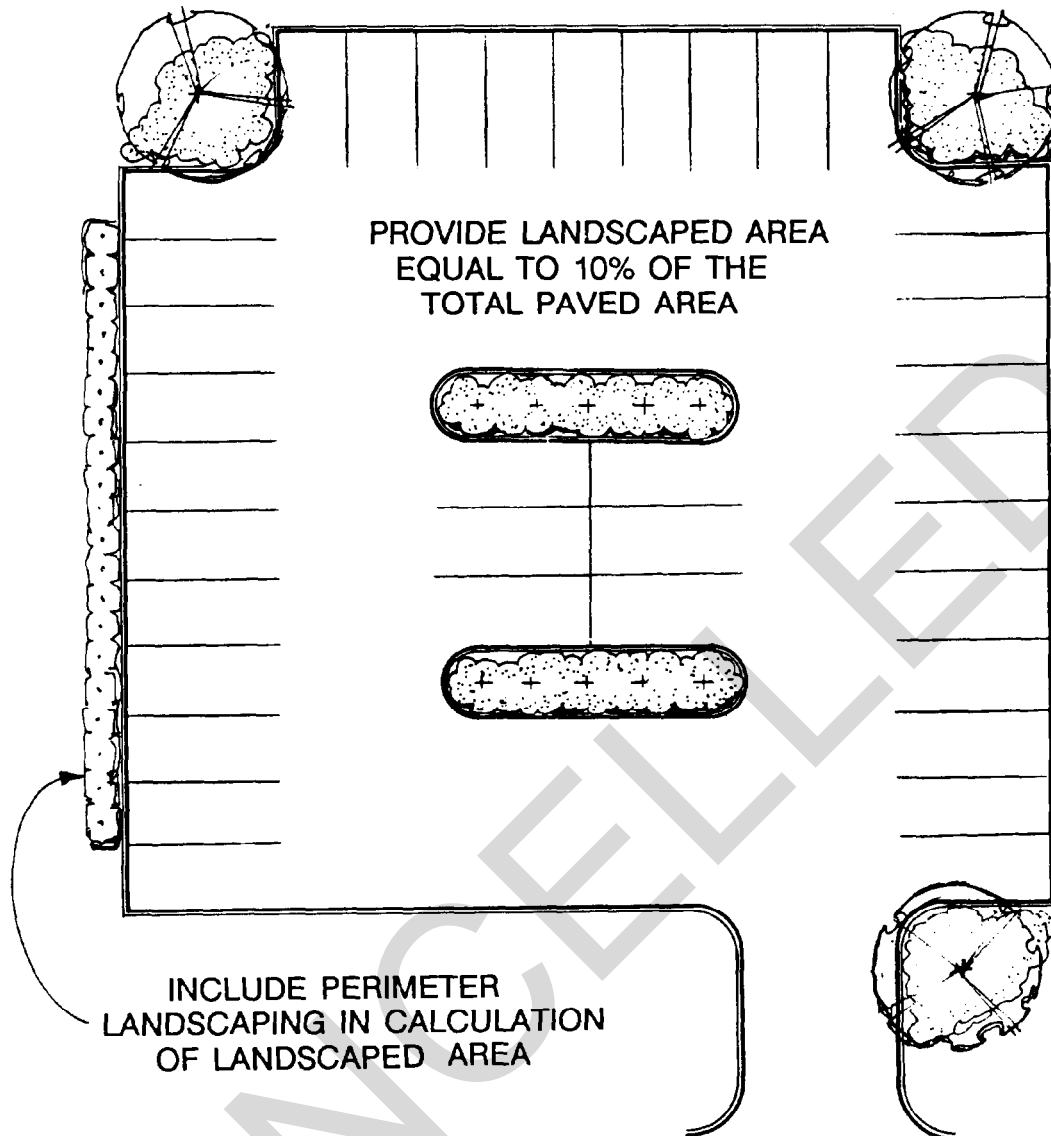 PROVIDE LANDSCAPED AREA
EQUAL TO 10% OF THE
TOTAL PAVED AREA
INCLUDE PERIMETER
LANDSCAPING IN CALCULATION
OF LANDSCAPED AREA
NCELLED